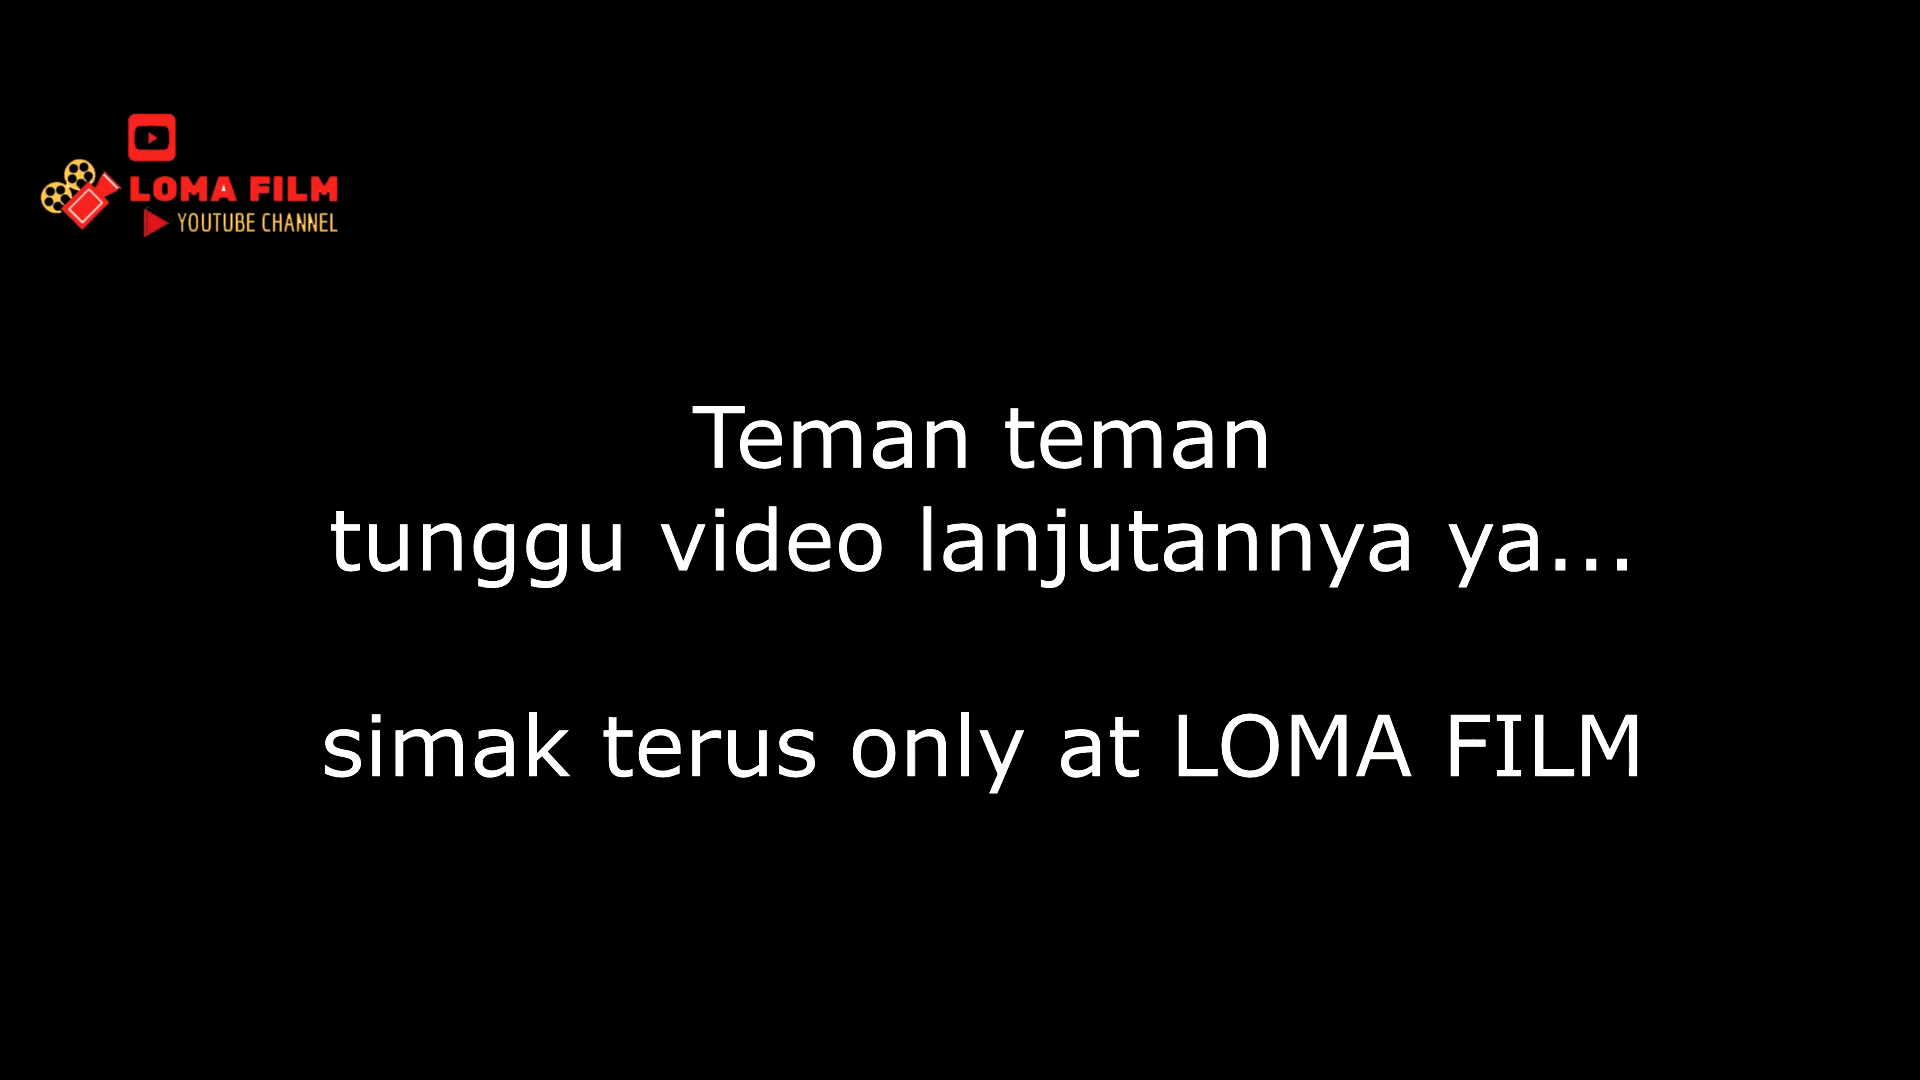 LOMA FILM
YOUTUBE CHANNEL
Teman teman
tunggu video lanjutannya ya...
simak terus only at LOMA FILM